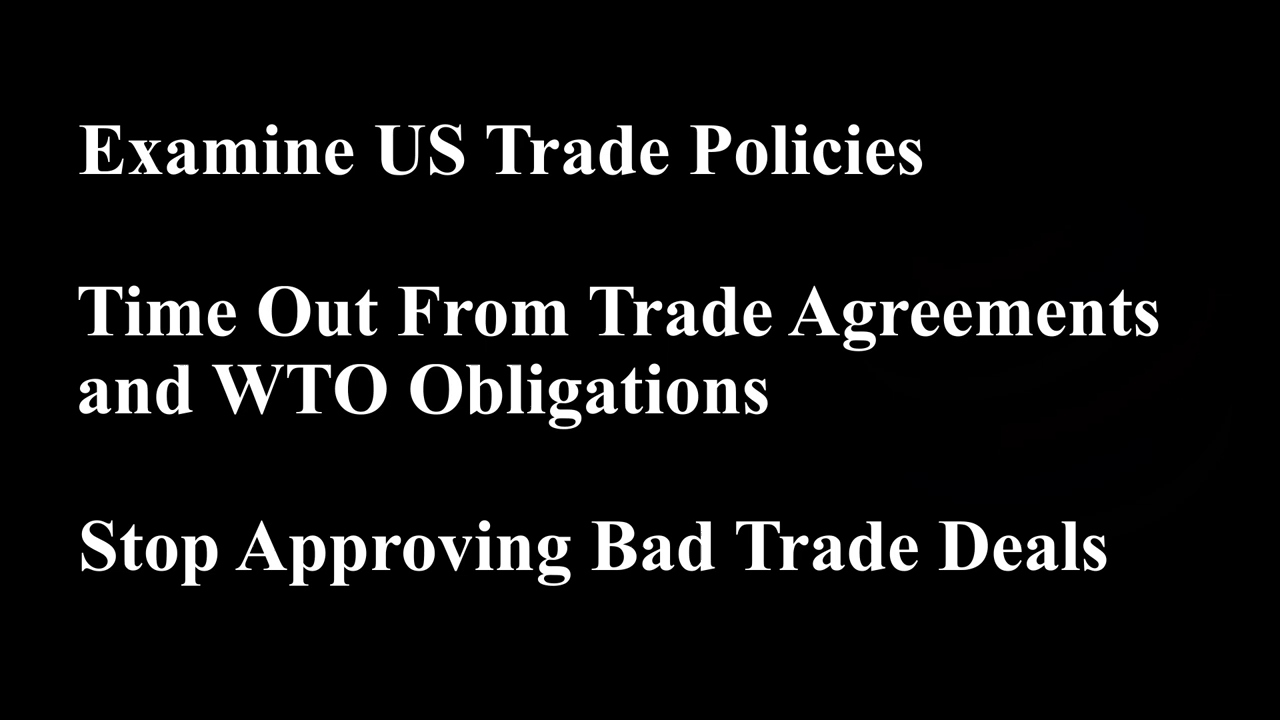 Examine US Trade Policies
Time Out From Trade Agreements
and WTO Obligations
Stop Approving Bad Trade Deals